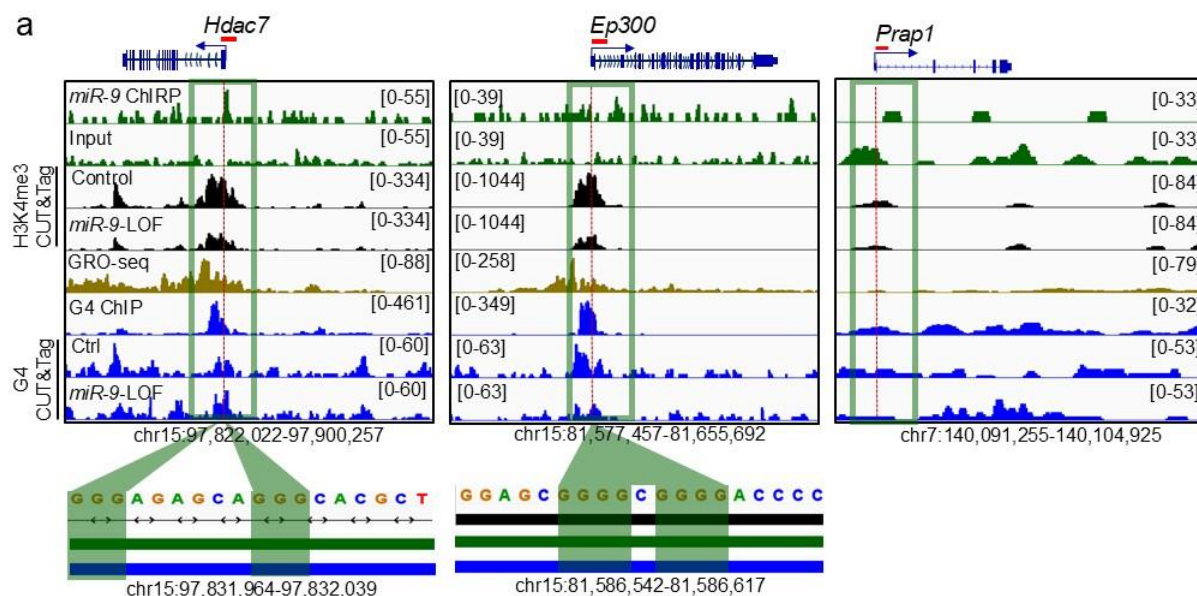 a
Hdac7 Ep300 Prap1
miR-9 ChIRP [0-55] [0-39] [0-33]
Input [0-55] [0-39] [0-33]
H3K4me3 CUT&Tag
Control [0-334] [0-1044] [0-84]
miR-9-LOF [0-334] [0-1044] [0-84]
GRO-seq [0-88] [0-258] [0-79]
G4 ChIP [0-461] [0-349] [0-32]
G4 CUT&Tag
Ctrl [0-60] [0-63] [0-53]
miR-9-LOF [0-60] [0-63] [0-53]
chr15:97,822,022-97,900,257 chr15:81,577,457-81,655,692 chr7:140,091,255-140,104,925
GGGAGAGCAGGGCACGCT GGAGCGGGGCGGGGACCCC
chr15:97,831,964-97,832,039 chr15:81,586,542-81,586,617